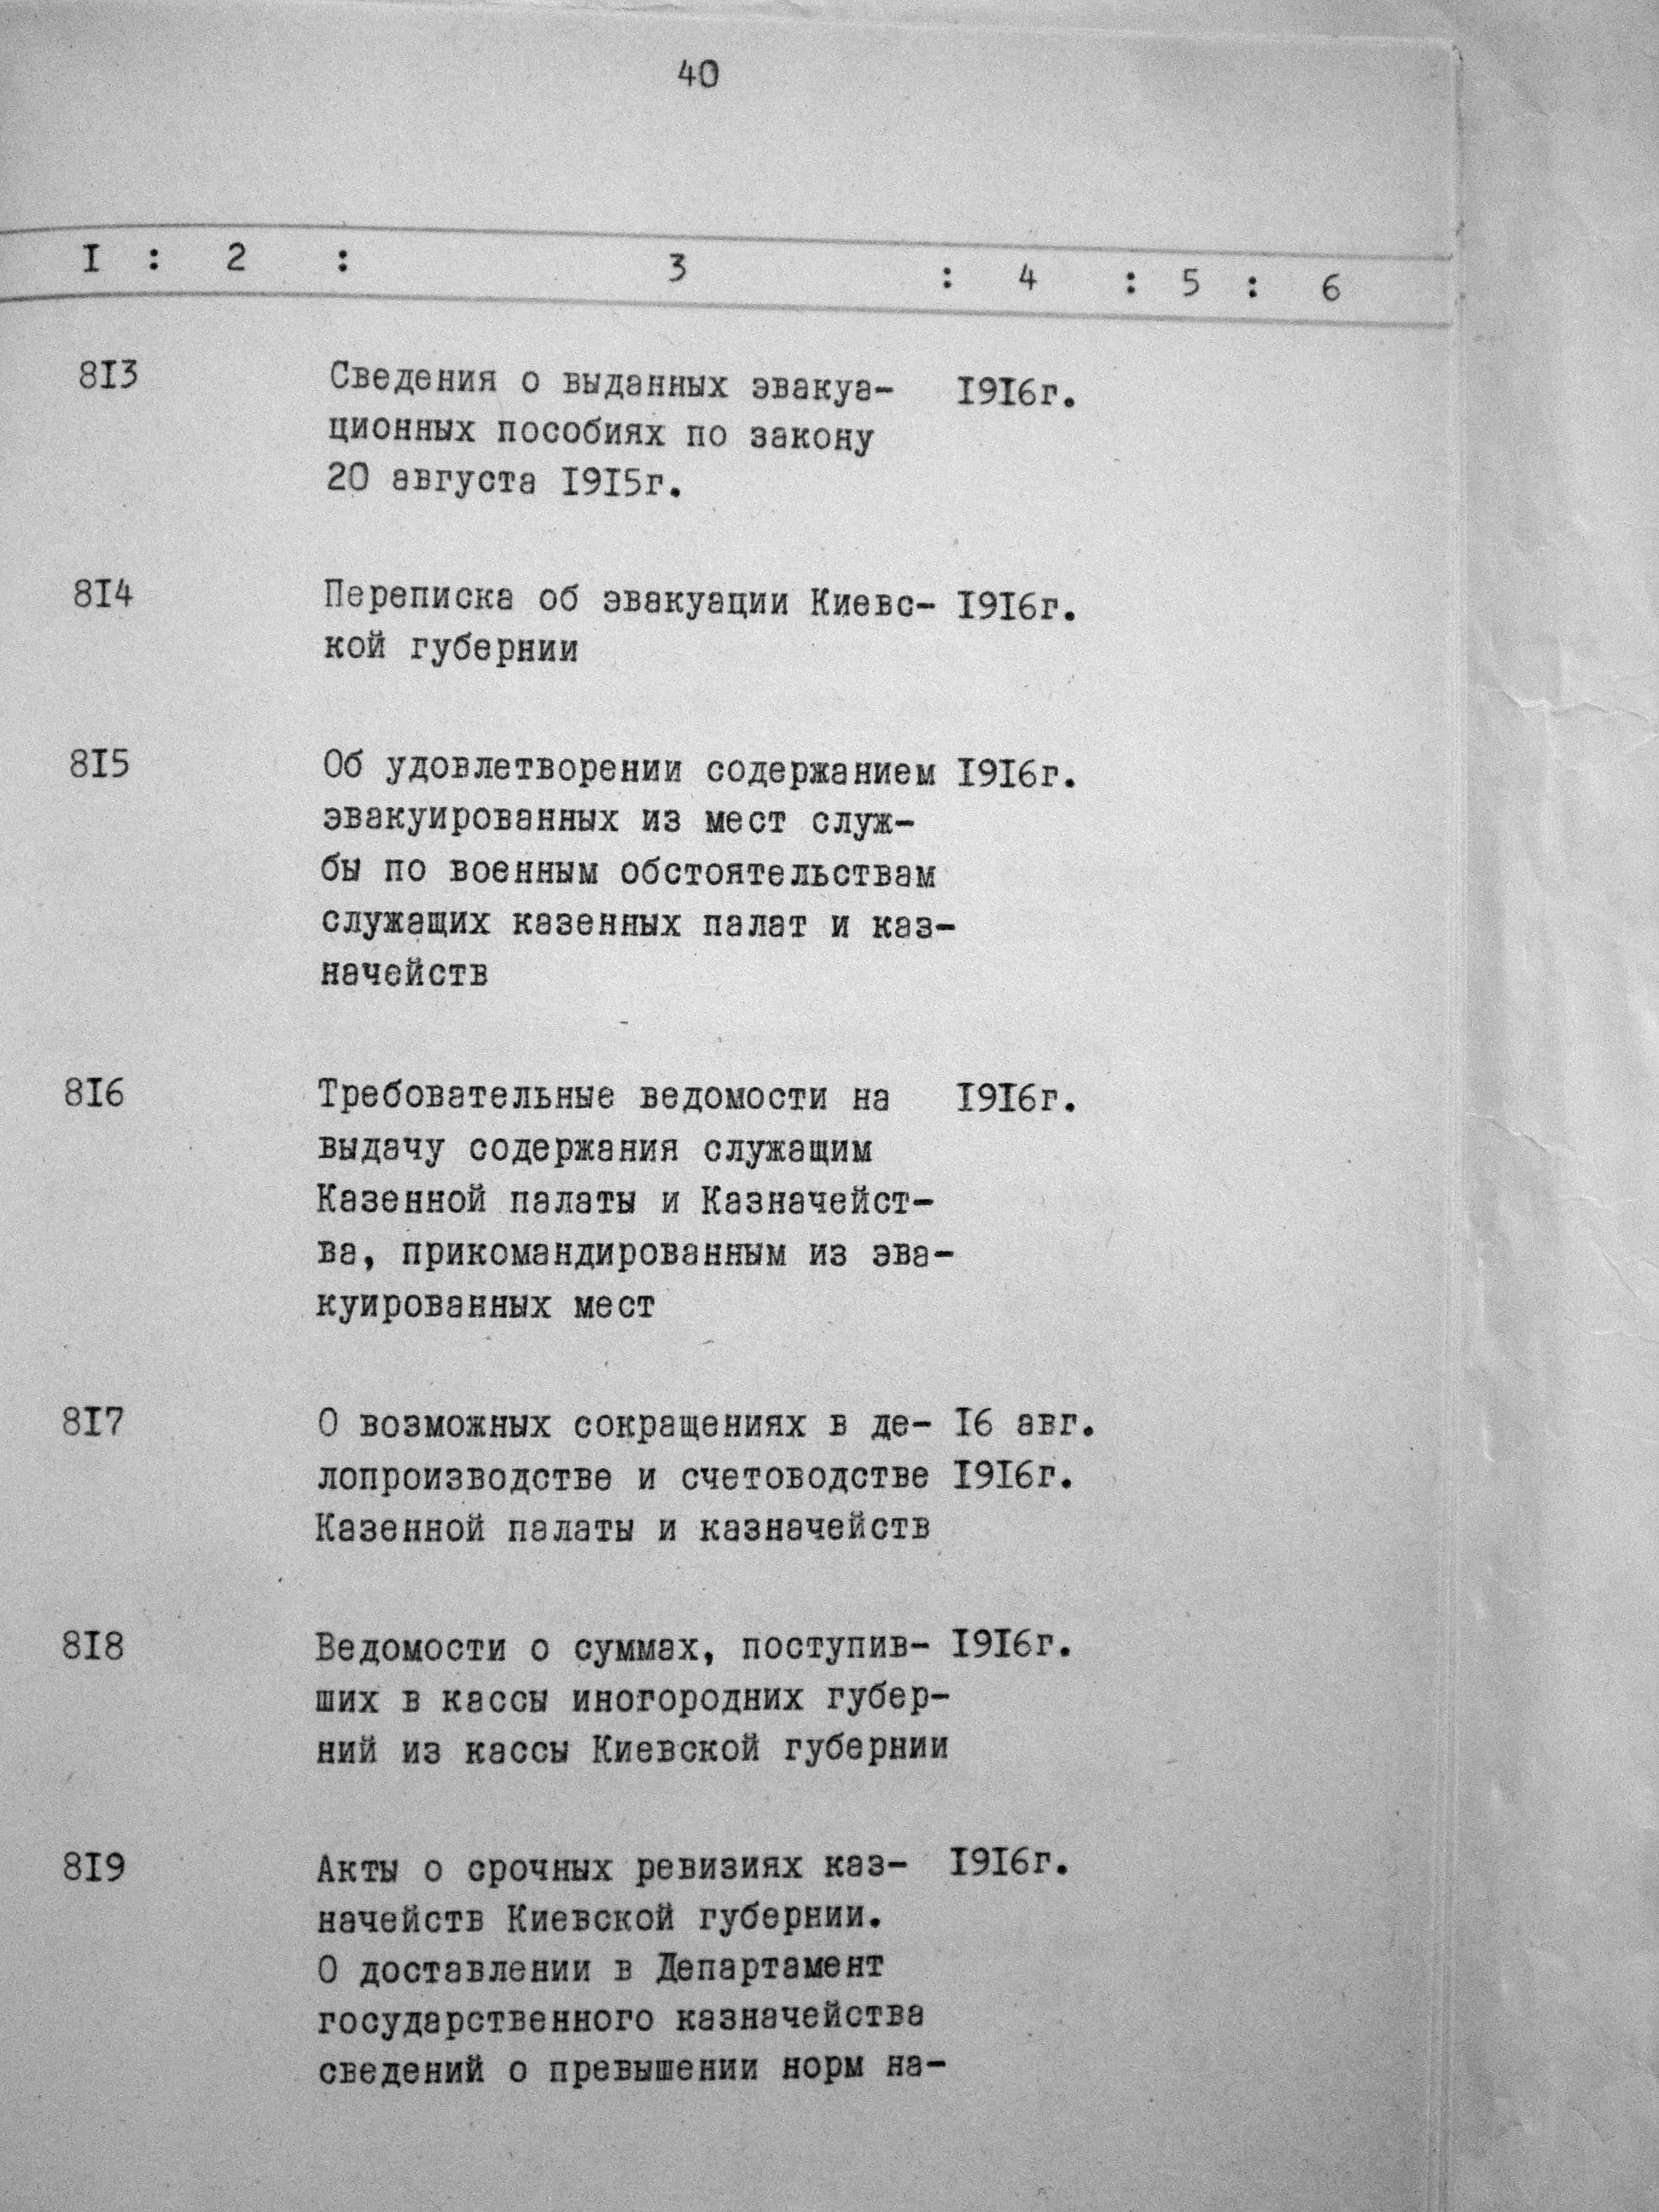 40
I : 2 : 3 : 4 : 5 : 6
8I3 Сведения о выданных эвакуа- I9I6г.
ционных пособиях по закону
20 августа I9I5г.
8I4 Переписка об эвакуации Киевс- I9I6г.
кой губернии
8I5 Об удовлетворении содержанием I9I6г.
эвакуированных из мест служ-
бы по военным обстоятельствам
служащих казенных палат и каз-
начейств
8I6 Требовательные ведомости на I9I6г.
выдачу содержания служащим
Казенной палаты и Казначейст-
ва, прикомандированным из эва-
куированных мест
8I7 О возможных сокращениях в де- I6 авг.
лопроизводстве и счетоводстве I9I6г.
Казенной палаты и казначейств
8I8 Ведомости о суммах, поступив- I9I6г.
ших в кассы иногородних губер-
ний из кассы Киевской губернии
8I9 Акты о срочных ревизиях каз- I9I6г.
начейств Киевской губернии.
О доставлении в Департамент
государственного казначейства
сведений о превышении норм на-